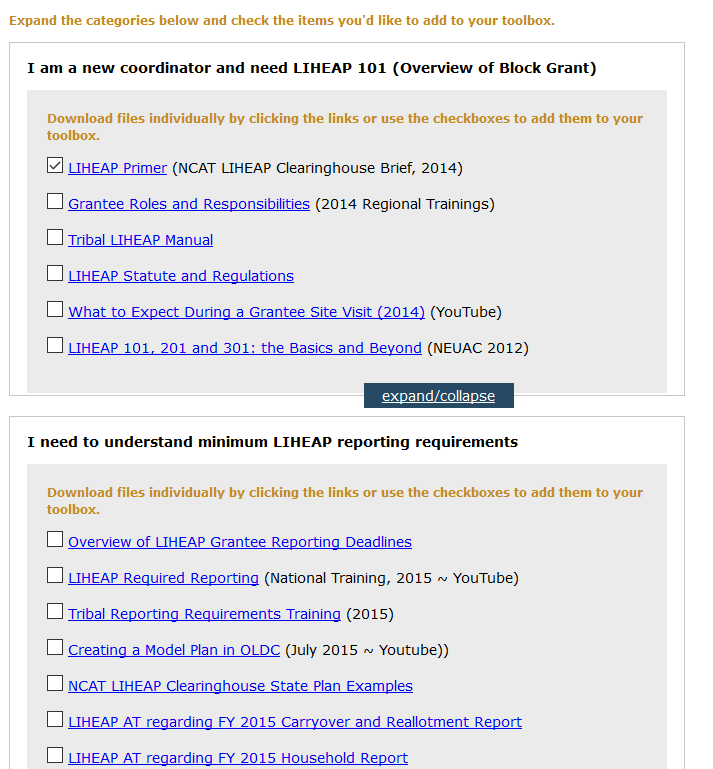 Expand the categories below and check the items you'd like to add to your toolbox.
I am a new coordinator and need LIHEAP 101 (Overview of Block Grant)
Download files individually by clicking the links or use the checkboxes to add them to your
toolbox.
LIHEAP Primer (NCAT LIHEAP Clearinghouse Brief, 2014)
Grantee Roles and Responsibilities (2014 Regional Trainings)
Tribal LIHEAP Manual
LIHEAP Statute and Regulations
What to Expect During a Grantee Site Visit (2014) (YouTube)
LIHEAP 101, 201 and 301: the Basics and Beyond (NEUAC 2012)
expand/collapse
I need to understand minimum LIHEAP reporting requirements
Download files individually by clicking the links or use the checkboxes to add them to your
toolbox.
Overview of LIHEAP Grantee Reporting Deadlines
LIHEAP Required Reporting (National Training, 2015 ~ YouTube)
Tribal Reporting Requirements Training (2015)
Creating a Model Plan in OLDC (July 2015 ~ Youtube))
NCAT LIHEAP Clearinghouse State Plan Examples
LIHEAP AT regarding FY 2015 Carryover and Reallotment Report
LIHEAP AT regarding FY 2015 Household Report